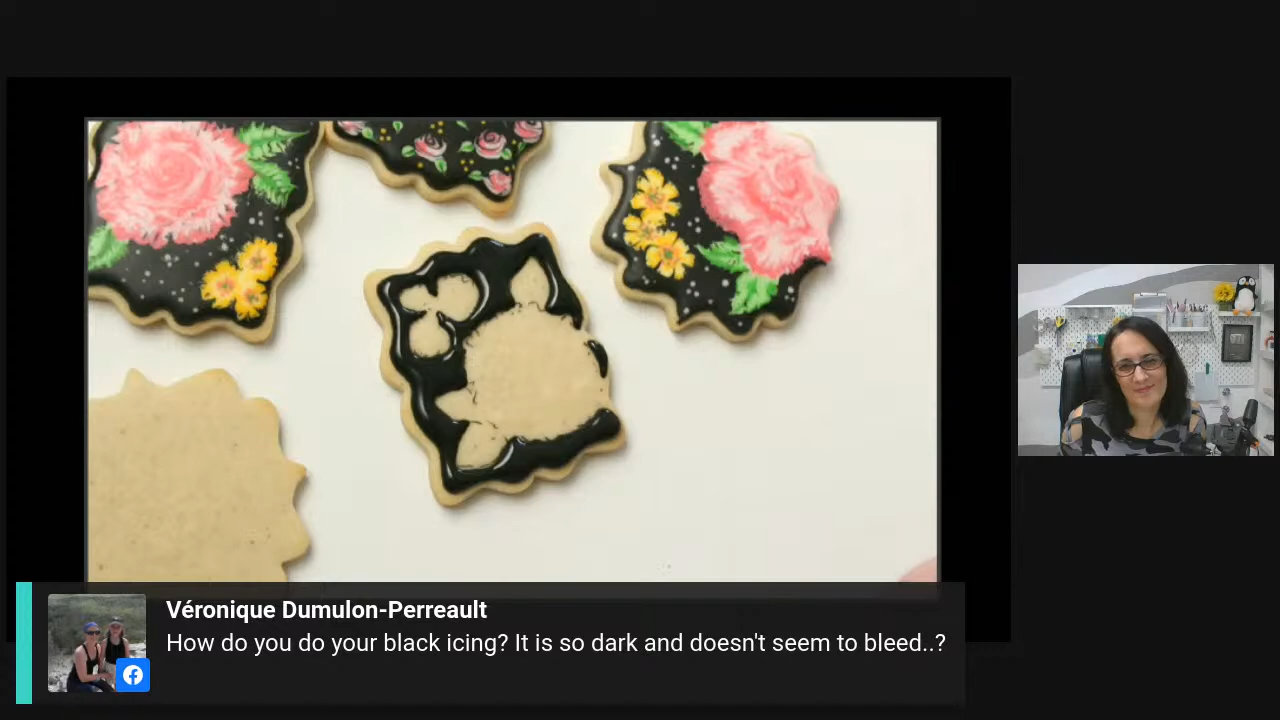 Véronique Dumulon-Perreault
How do you do your black icing? It is so dark and doesn't seem to bleed..?